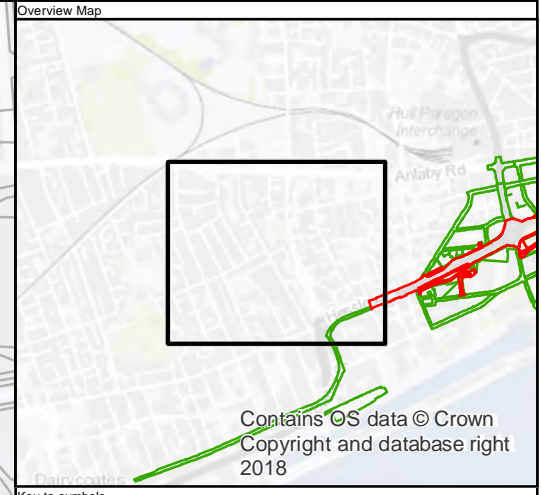 Overview Map
Hull Paragon
Interchange
Anlaby Rd
Contains OS data © Crown
Copyright and database right
2018
Dairycoates
Key to symbols